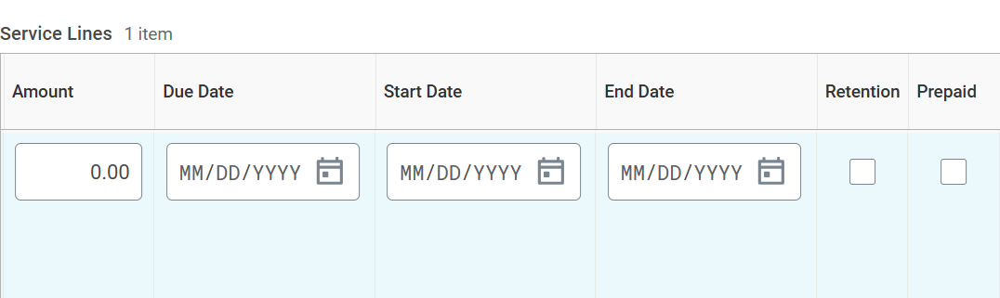 Service Lines 1 item
Amount Due Date Start Date End Date Retention Prepaid
0.00 MM/DD/YYYY MM/DD/YYYY MM/DD/YYYY